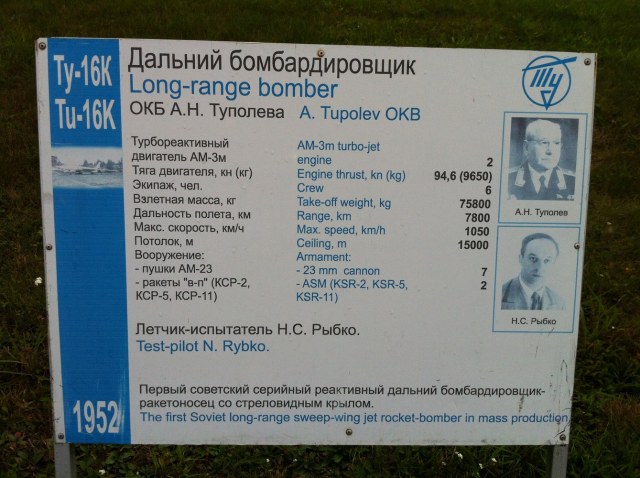 Ту-16К
Tu-16K
Дальний бомбардировщик
Long-range bomber
ОКБ А.Н. Туполева A. Tupolev OKB
Ту
Турбореактивный
двигатель АМ-3м
Тяга двигателя, кн (кг)
Экипаж, чел.
Взлетная масса, кг
Дальность полета, км
Макс. скорость, км/ч
Потолок, м
Вооружение:
- пушки АМ-23
- ракеты "в-п" (КСР-2,
КСР-5, КСР-11)
AM-3m turbo-jet
engine 2
Engine thrust, kn (kg) 94,6 (9650)
Crew 6
Take-off weight, kg 75800
Range, km 7800
Max. speed, km/h 1050
Ceiling, m 15000
Armament:
- 23 mm cannon 7
- ASM (KSR-2, KSR-5, 2
KSR-11)
А.Н. Туполев
Н.С. Рыбко
Летчик-испытатель Н.С. Рыбко.
Test-pilot N. Rybko.
1952
Первый советский серийный реактивный дальний бомбардировщик-
ракетоносец со стреловидным крылом.
The first Soviet long-range sweep-wing jet rocket-bomber in mass production